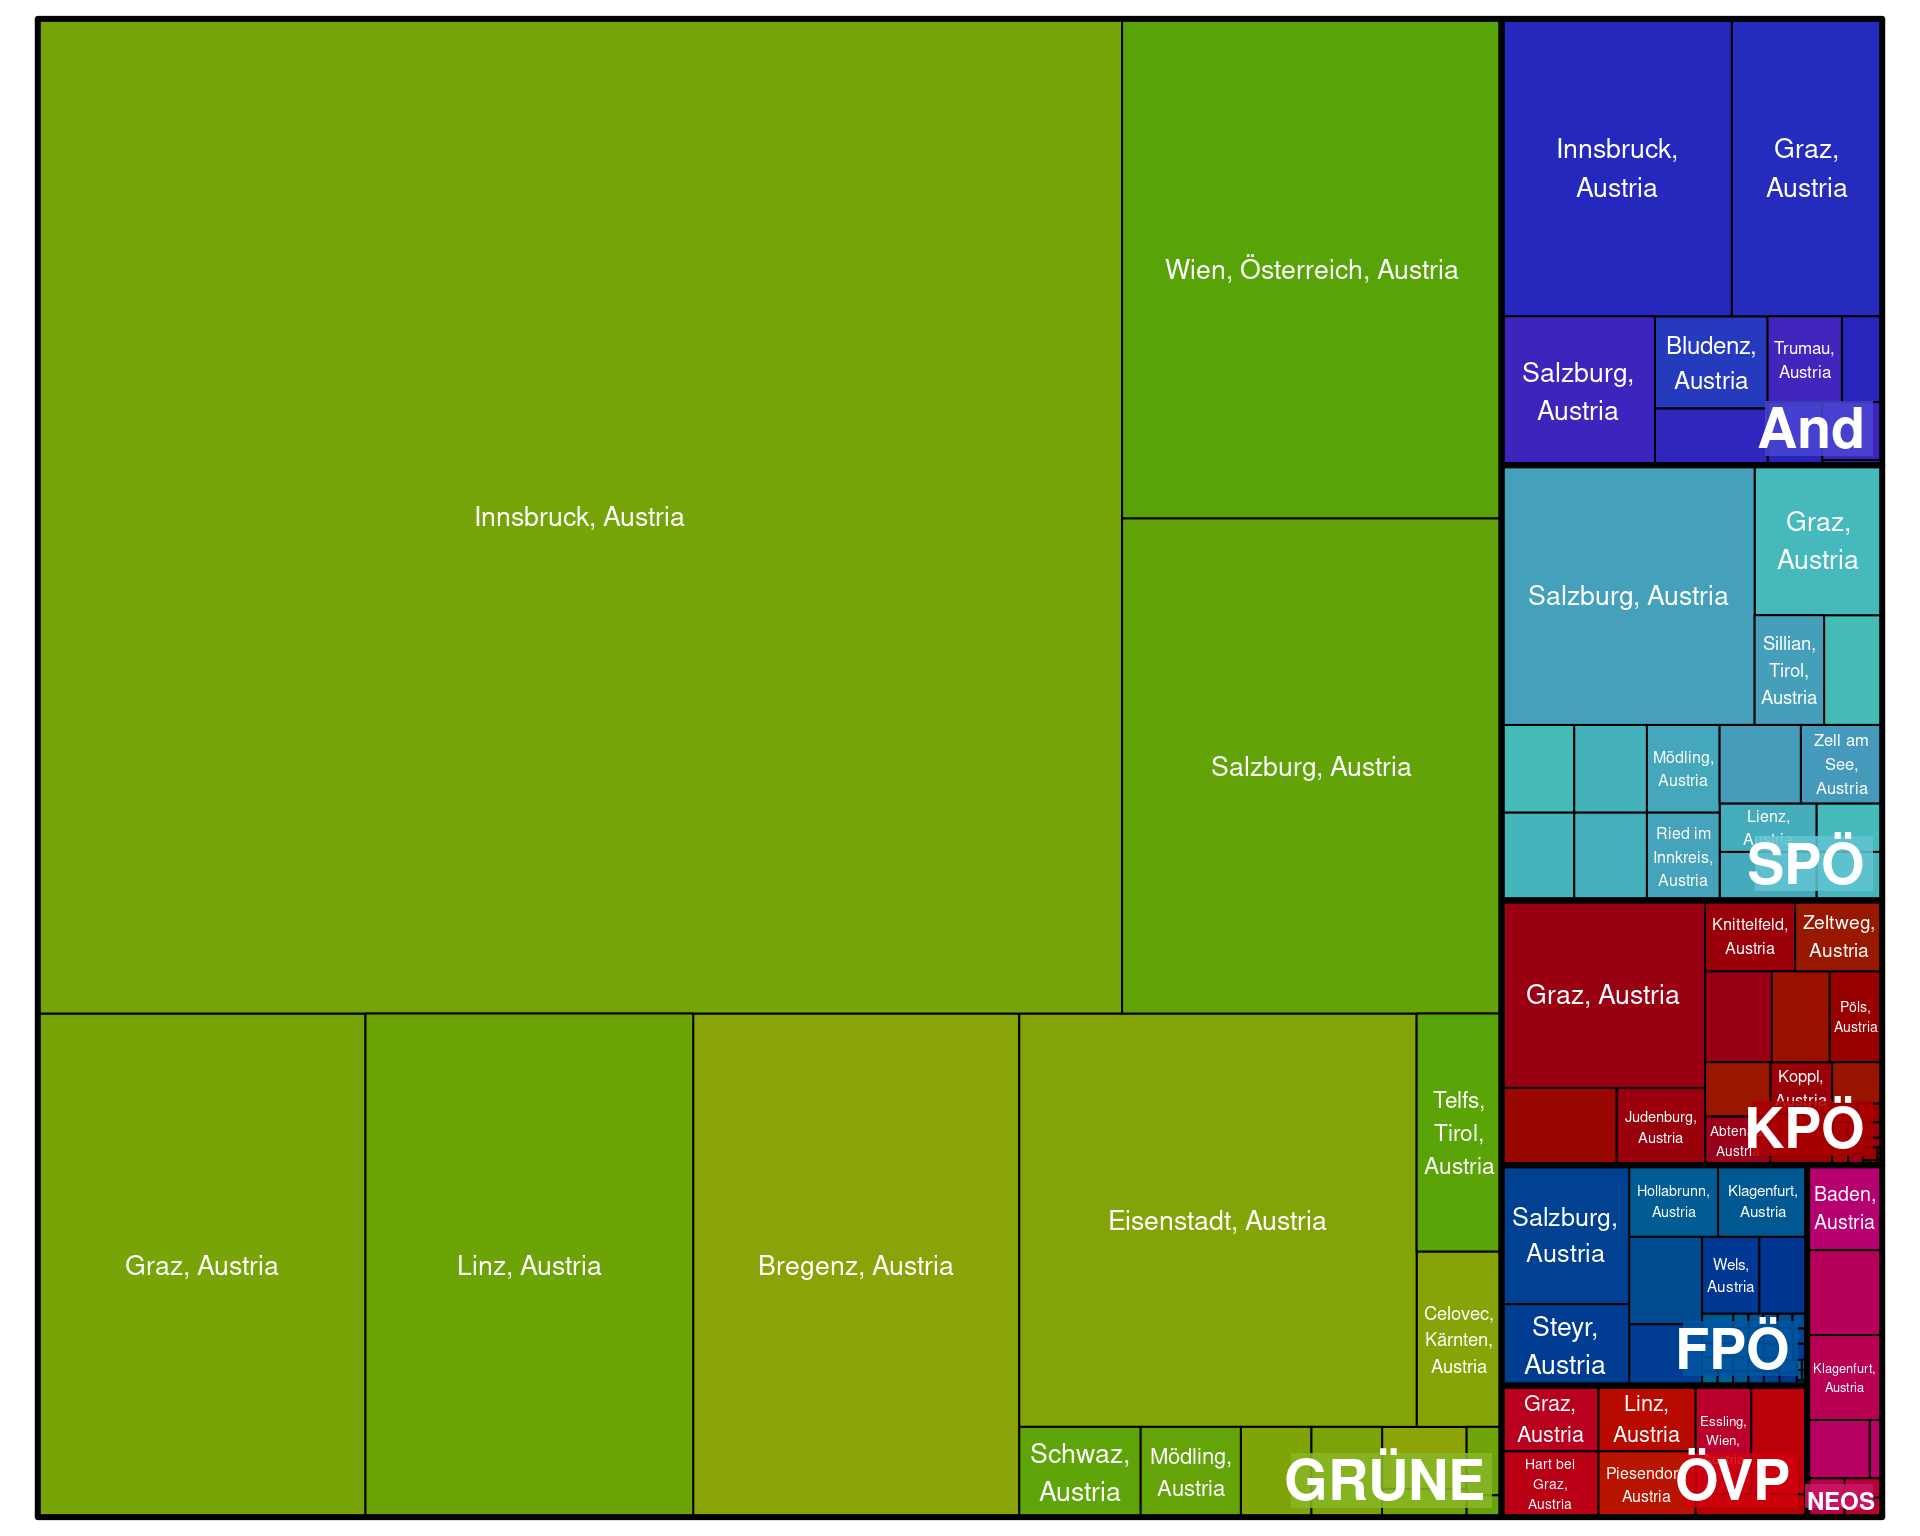 Innsbruck, Austria
Wien, Österreich, Austria
Salzburg, Austria
Graz, Austria
Linz, Austria
Bregenz, Austria
Eisenstadt, Austria
Telfs,
Tirol,
Austria
Celovec,
Kärnten,
Austria
Schwaz,
Austria
Mödling,
Austria
GRÜNE
Innsbruck,
Austria
Graz,
Austria
Salzburg,
Austria
Bludenz,
Austria
Trumau,
Austria
And
Salzburg, Austria
Graz,
Austria
Sillian,
Tirol,
Austria
Mödling,
Austria
Zell am
See,
Austria
Ried im
Innkreis,
Austria
Lienz,
Austria
SPÖ
Graz, Austria
Knittelfeld,
Austria
Zeltweg,
Austria
Pöls,
Austria
Koppl,
Austria
Judenburg,
Austria
Austria
KPÖ
Salzburg,
Austria
Hollabrunn,
Austria
Klagenfurt,
Austria
Wels,
Austria
Steyr,
Austria
FPÖ
Baden,
Austria
Klagenfurt,
Austria
NEOS
Graz,
Austria
Linz,
Austria
Essling,
Wien,
Hart bei
Graz,
Austria
Austria
ÖVP